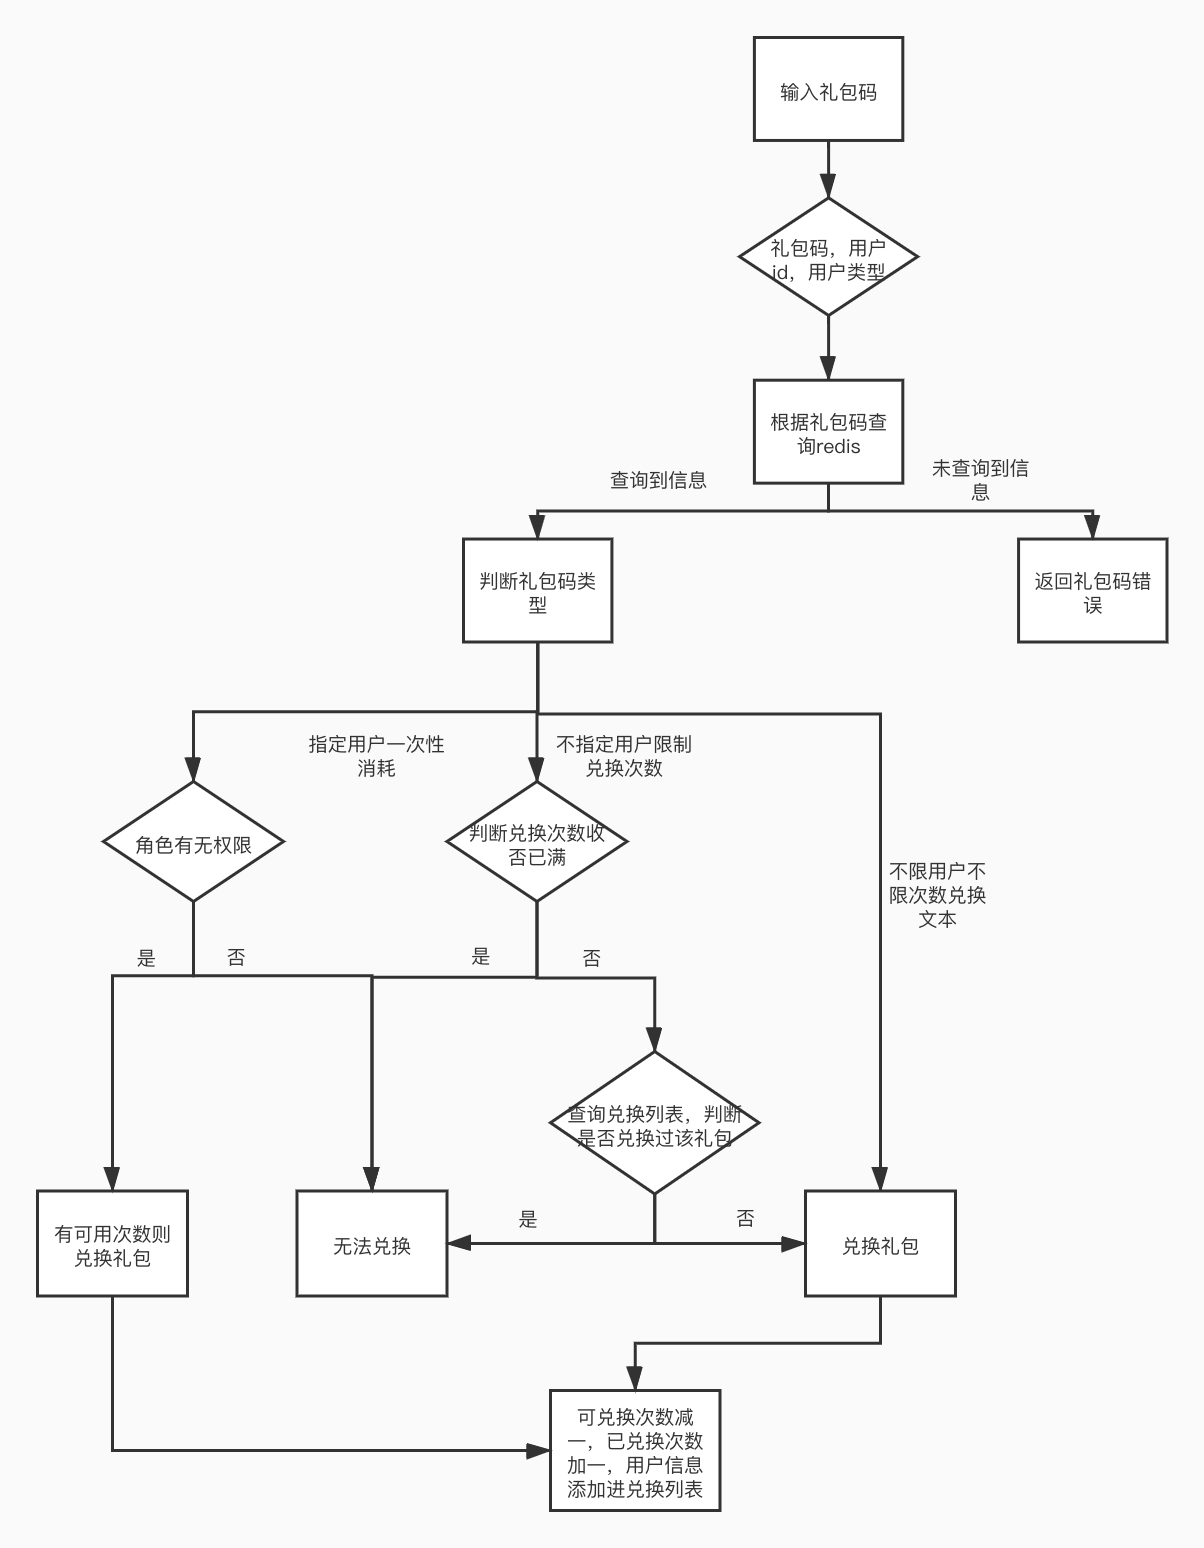 输入礼包码
礼包码，用户
id，用户类型
根据礼包码查
询redis
查询到信息
未查询到信
息
判断礼包码类
型
返回礼包码错
误
指定用户一次性
消耗
不指定用户限制
兑换次数
角色有无权限
判断兑换次数收
否已满
不限用户不
限次数兑换
文本
是
否
是
否
查询兑换列表，判断
是否兑换过该礼包
是
否
有可用次数则
兑换礼包
无法兑换
兑换礼包
可兑换次数减
一，已兑换次数
加一，用户信息
添加进兑换列表